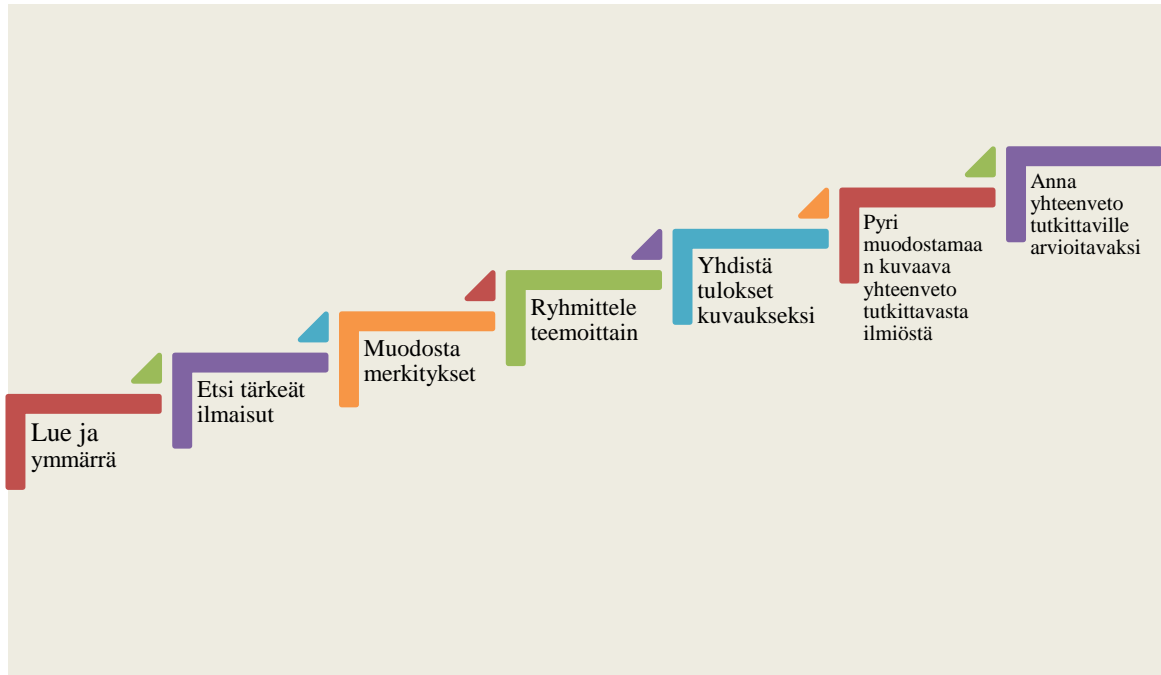 Lue ja
ymmärrä
Etsi tärkeät
ilmaisut
Muodosta
merkitykset
Ryhmittele
teemoittain
Yhdistä
tulokset
kuvaukseksi
Pyri
muodostamaa
n kuvaava
yhteenveto
tutkittavasta
ilmiöstä
Anna
yhteenveto
tutkittaville
arvioitavaksi